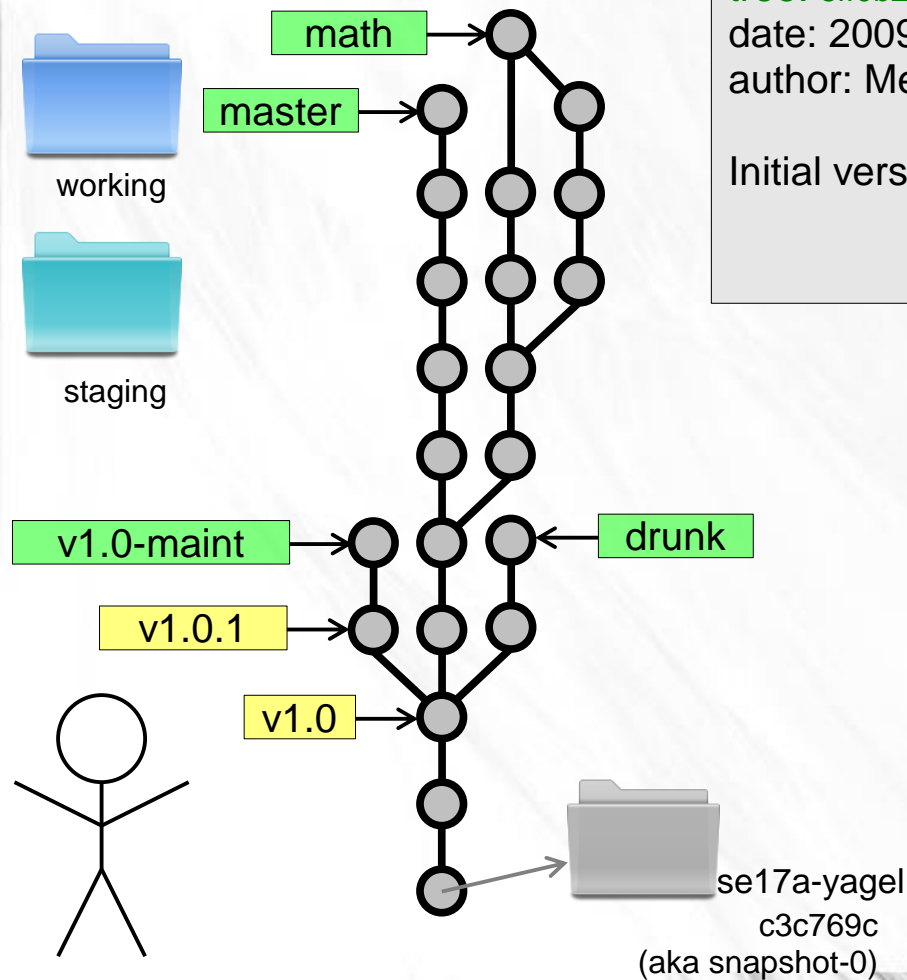 date: 2009
author: Me
Initial vers
math
master
working
staging
v1.0-maint
drunk
v1.0.1
v1.0
se17a-yagel
c3c769c
(aka snapshot-0)